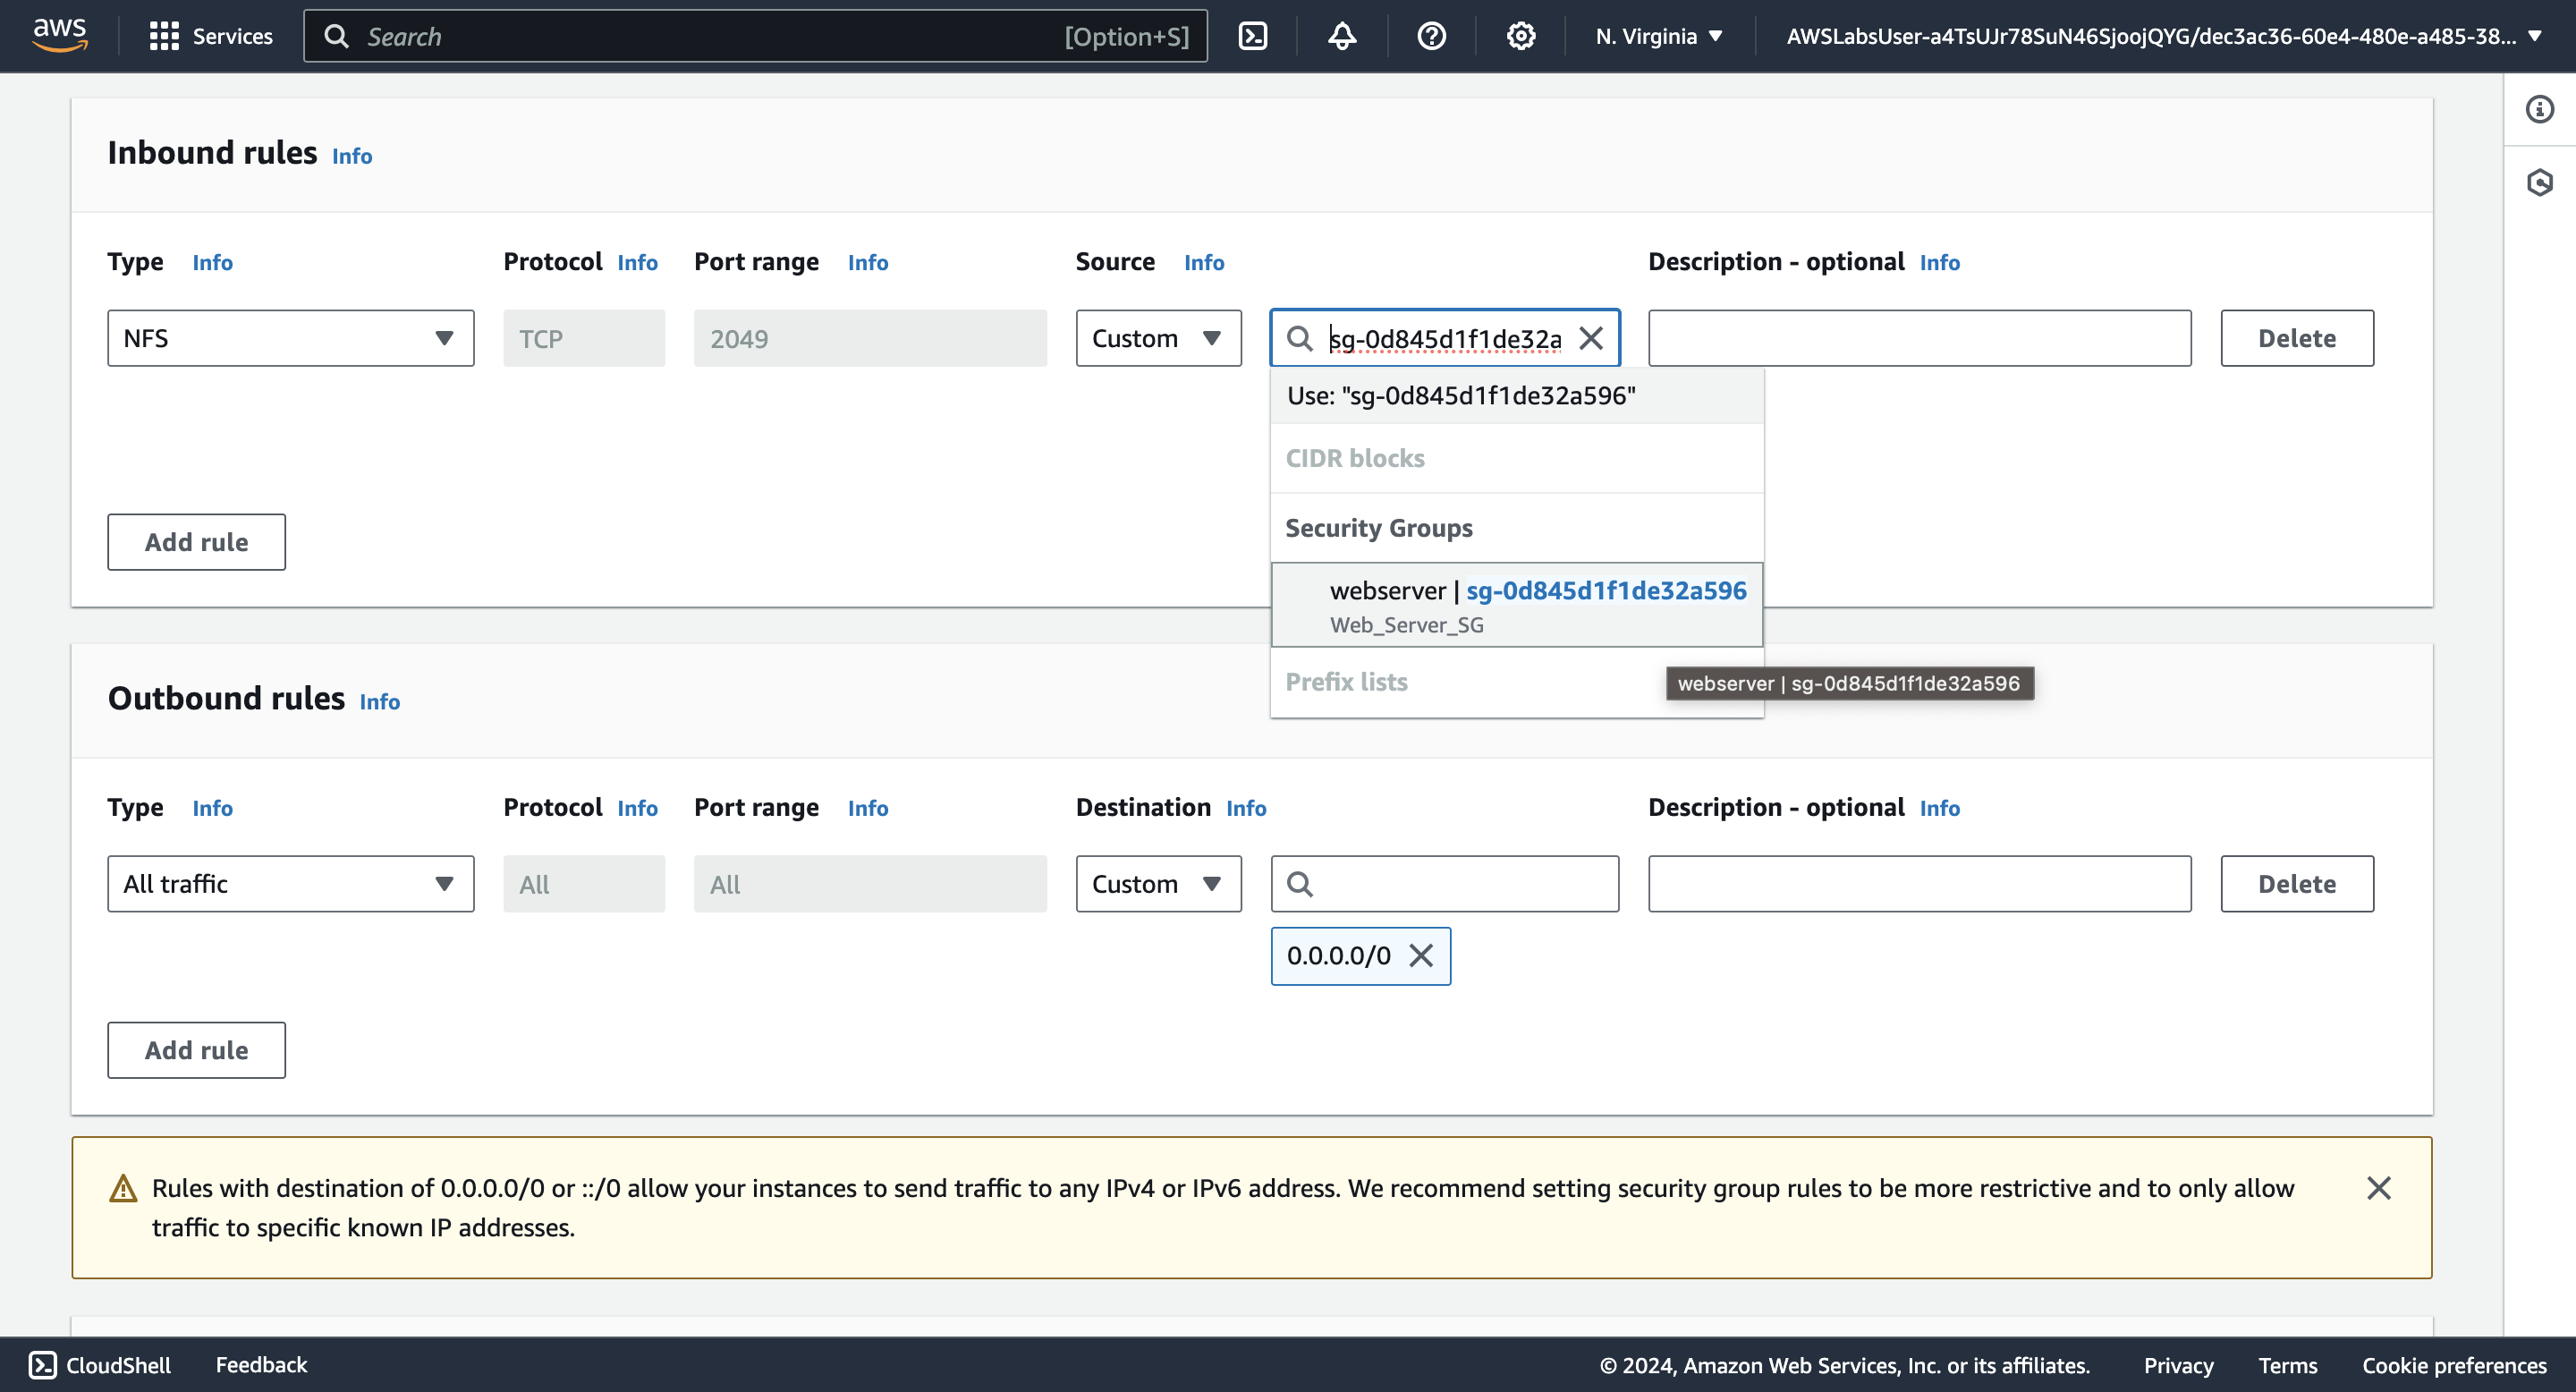 aws
Services
Search
[Option+S]
N. Virginia
AWSLabsUser-a4TsUJr78SuN46SjoojQYG/dec3ac36-60e4-480e-a485-38...
Inbound rules Info
Type Info
Protocol Info
Port range Info
Source Info
Description - optional Info
NFS
TCP
2049
Custom
sg-0d845d1f1de32a
Delete
Use: "sg-0d845d1f1de32a596"
CIDR blocks
Security Groups
webserver | sg-0d845d1f1de32a596
Web_Server_SG
Prefix lists
webserver | sg-0d845d1f1de32a596
Add rule
Outbound rules Info
Type Info
Protocol Info
Port range Info
Destination Info
Description - optional Info
All traffic
All
All
Custom
Delete
0.0.0.0/0
Add rule
Rules with destination of 0.0.0.0/0 or ::/0 allow your instances to send traffic to any IPv4 or IPv6 address. We recommend setting security group rules to be more restrictive and to only allow
traffic to specific known IP addresses.
CloudShell
Feedback
© 2024, Amazon Web Services, Inc. or its affiliates.
Privacy
Terms
Cookie preferences